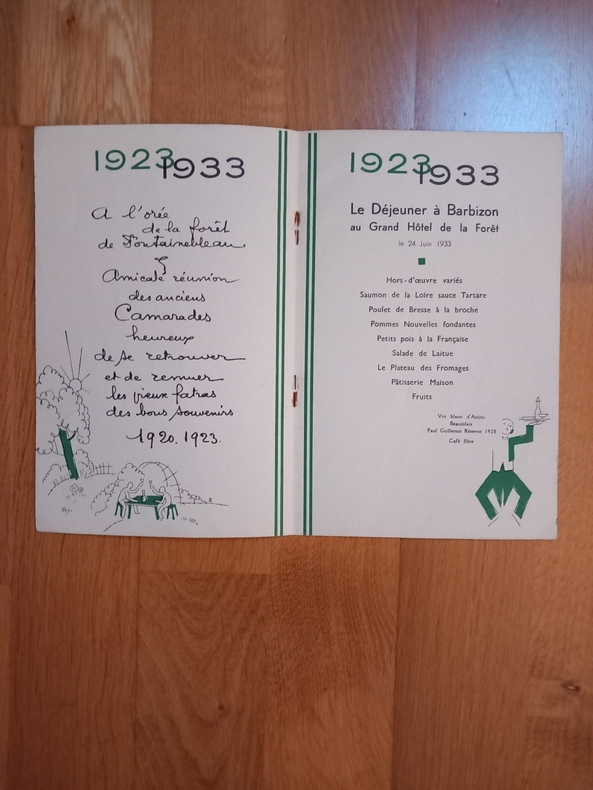 1923
1933
A l'orée
de la forêt
de Fontainebleau.
Amicale réunion
des anciens
Camarades
heureux
de se retrouver
et de remuer
les vieux fatras
des bons souvenirs
1920. 1923.
1923
1933
Le Déjeuner à Barbizon
au Grand Hôtel de la Forêt
le 24 Juin 1933
Hors-d'œuvre variés
Saumon de la Loire sauce Tartare
Poulet de Bresse à la broche
Pommes Nouvelles fondantes
Petits pois à la Française
Salade de Laitue
Le Plateau des Fromages
Pâtisserie Maison
Fruits
Vin blanc d'Anjou
Beaujolais
Paul Guillemot Réserve 1928
Café filtre